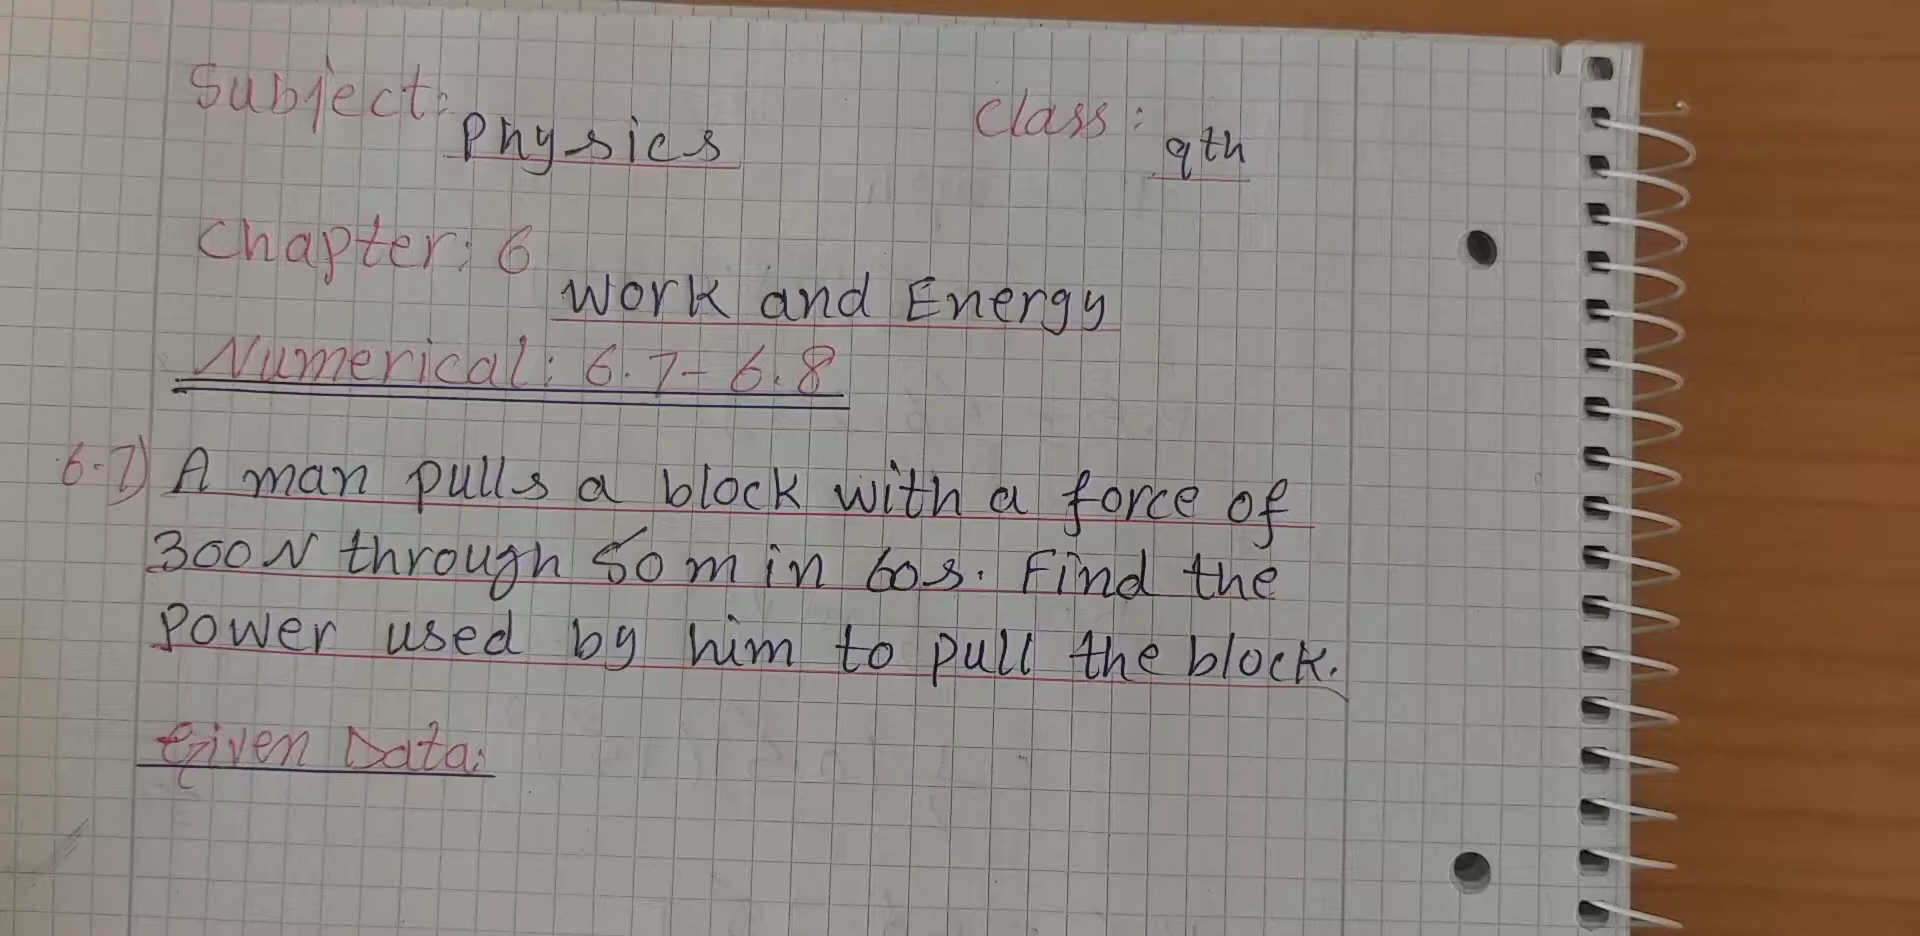 Subject: Physics Class: 9th
Chapter: 6
Work and Energy
Numerical: 6.7-6.8
6.7) A man pulls a block with a force of
300N through 50m in 60s. Find the
Power used by him to pull the block.
Given Data: